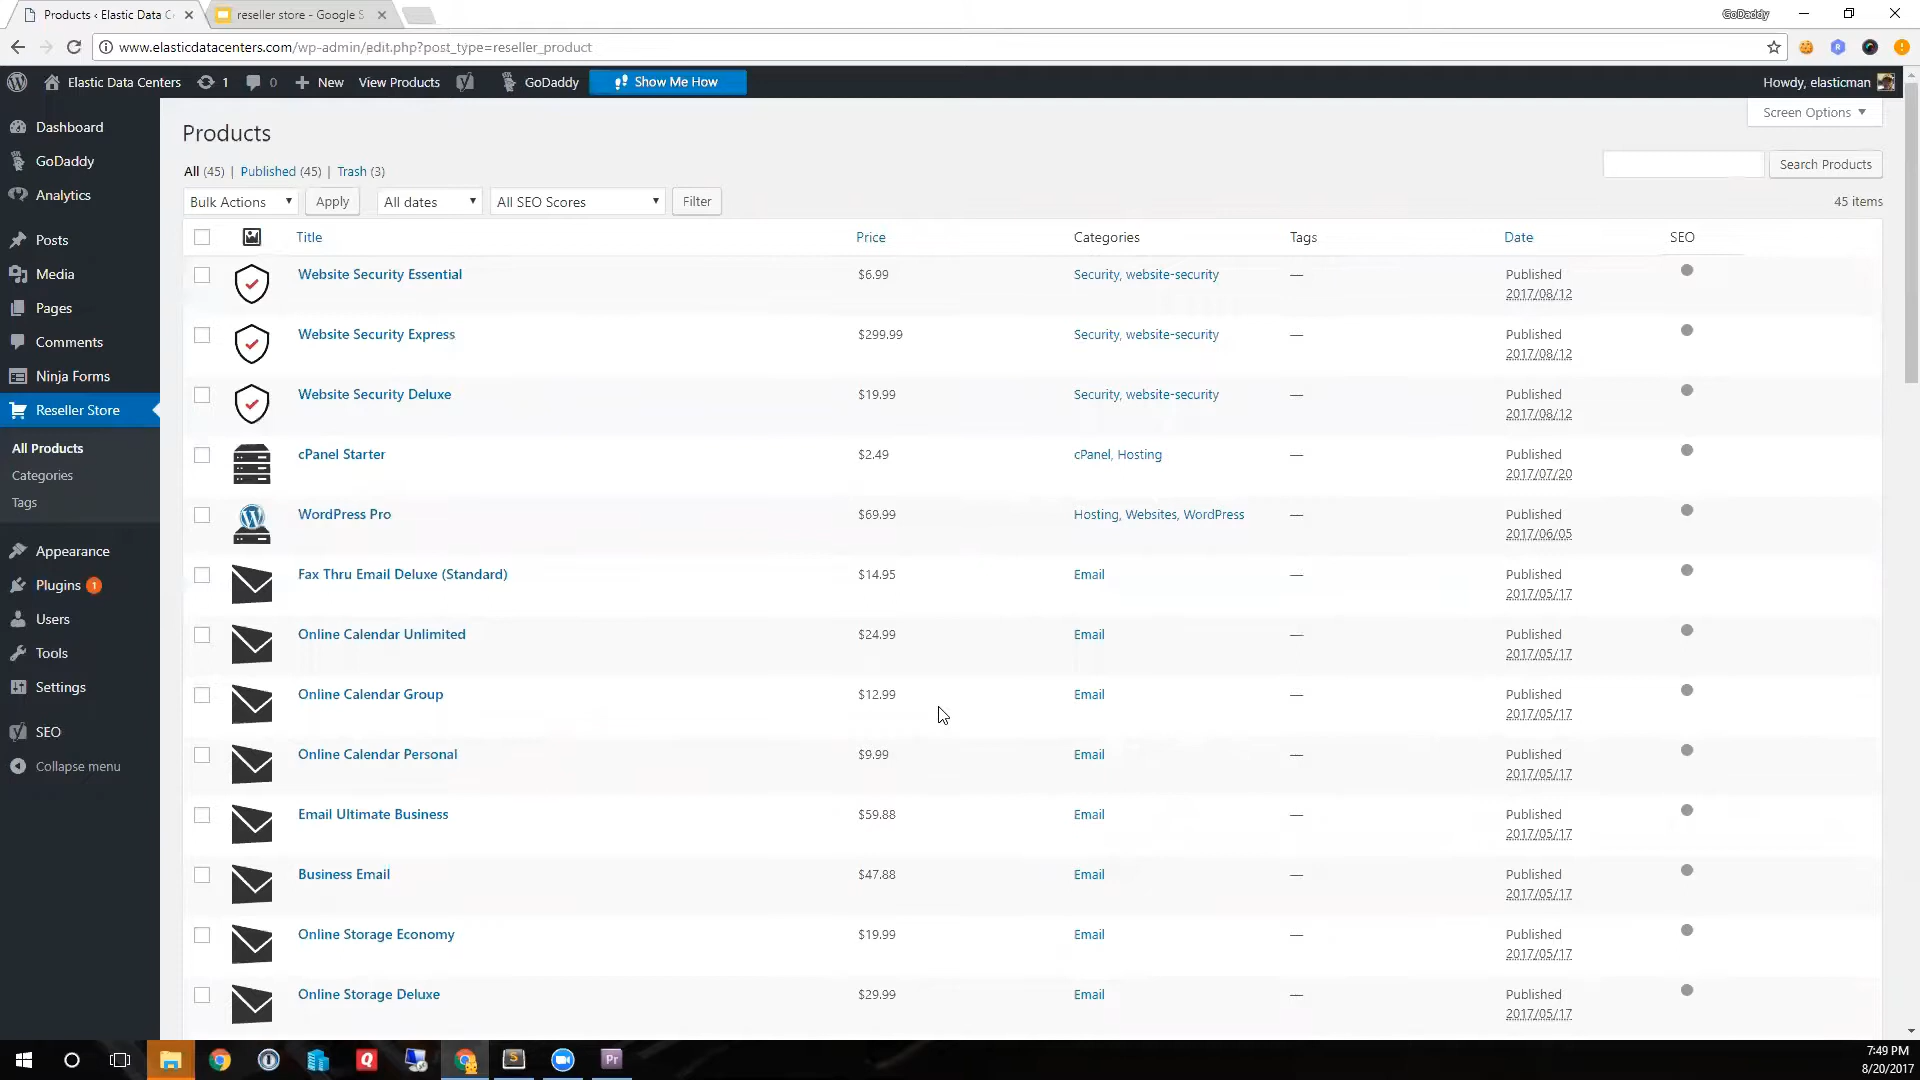 Products ‹ Elastic Data C
reseller store - Google S
GoDaddy
www.elasticdatacenters.com/wp-admin/edit.php?post_type=reseller_product
Elastic Data Centers 1 0 New View Products GoDaddy Show Me How
Howdy, elasticman
Dashboard
GoDaddy
Analytics
Posts
Media
Pages
Comments
Ninja Forms
Reseller Store
All Products
Categories
Tags
Appearance
Plugins 1
Users
Tools
Settings
SEO
Collapse menu
Screen Options
Products
All (45) | Published (45) | Trash (3)
Search Products
Bulk Actions Apply All dates All SEO Scores Filter
45 items
Title Price Categories Tags Date SEO
Website Security Essential $6.99 Security, website-security — Published
2017/08/12
Website Security Express $299.99 Security, website-security — Published
2017/08/12
Website Security Deluxe $19.99 Security, website-security — Published
2017/08/12
cPanel Starter $2.49 cPanel, Hosting — Published
2017/07/20
WordPress Pro $69.99 Hosting, Websites, WordPress — Published
2017/06/05
Fax Thru Email Deluxe (Standard) $14.95 Email — Published
2017/05/17
Online Calendar Unlimited $24.99 Email — Published
2017/05/17
Online Calendar Group $12.99 Email — Published
2017/05/17
Online Calendar Personal $9.99 Email — Published
2017/05/17
Email Ultimate Business $59.88 Email — Published
2017/05/17
Business Email $47.88 Email — Published
2017/05/17
Online Storage Economy $19.99 Email — Published
2017/05/17
Online Storage Deluxe $29.99 Email — Published
2017/05/17
Pr
7:49 PM
8/20/2017